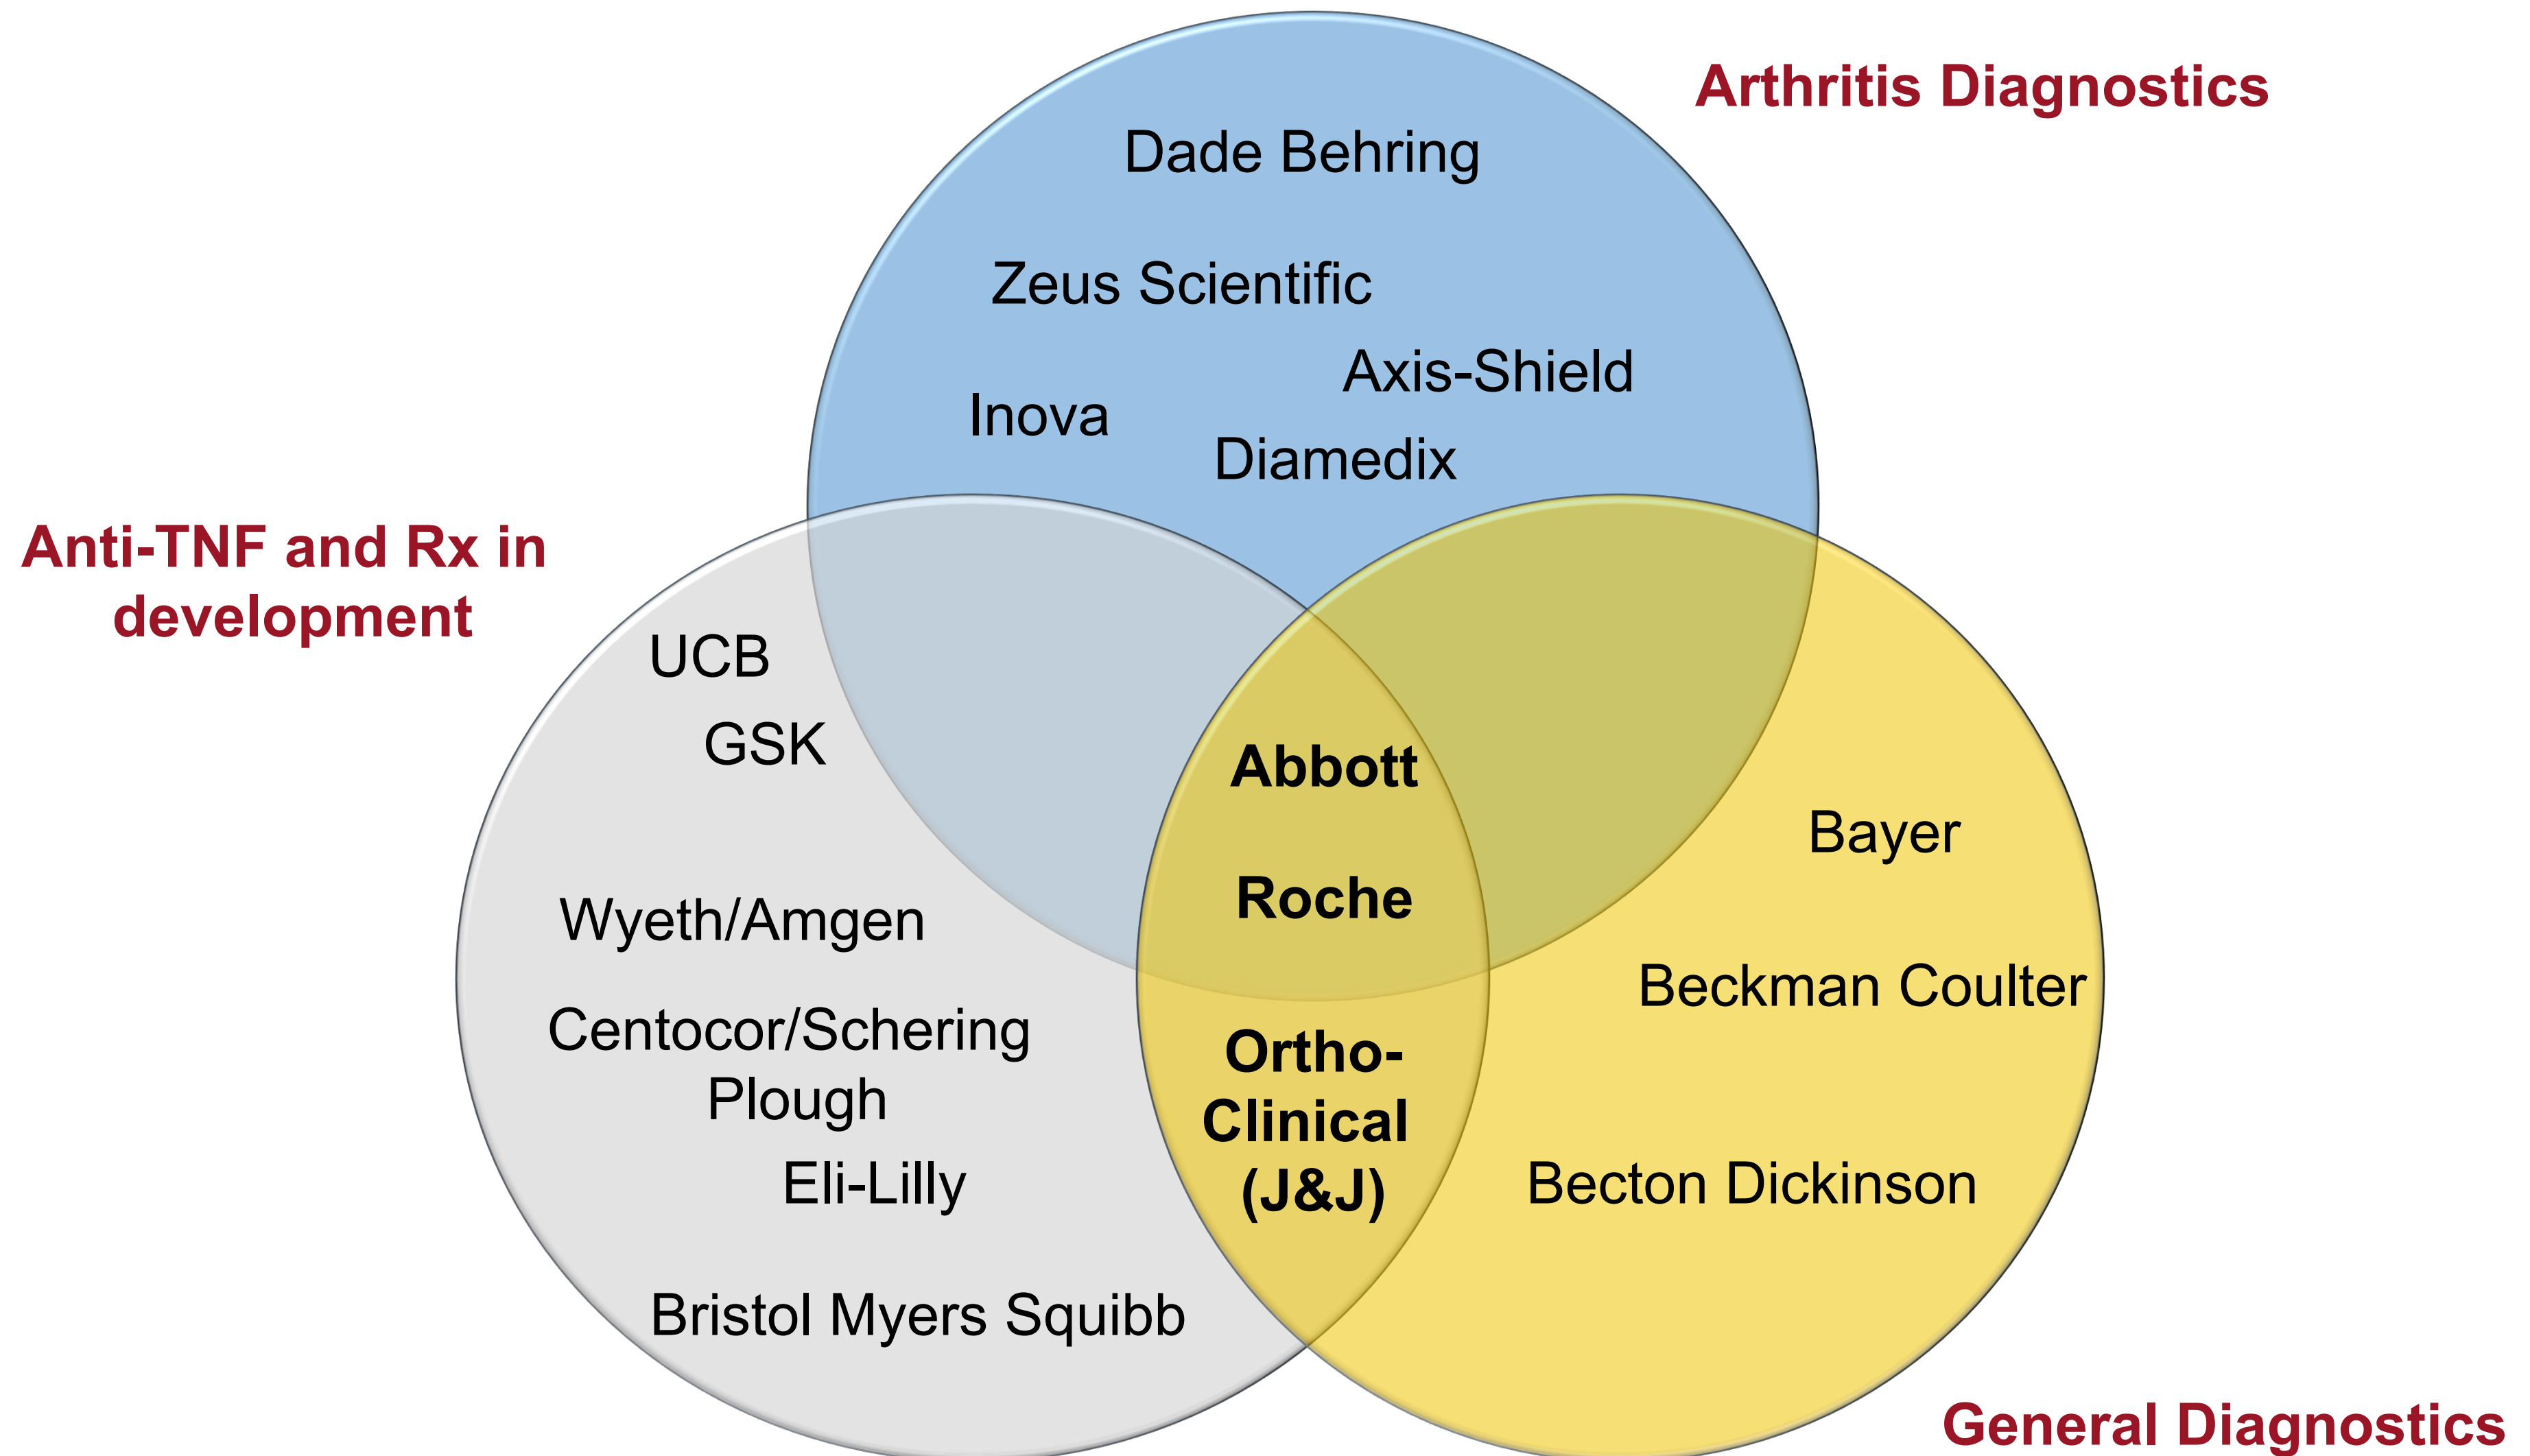 Arthritis Diagnostics
Dade Behring
Zeus Scientific
Axis-Shield
Inova
Diamedix
Anti-TNF and Rx in
development
UCB
GSK
Abbott
Bayer
Roche
Wyeth/Amgen
Beckman Coulter
Centocor/Schering
Plough
Ortho-
Clinical
(J&J)
Eli-Lilly
Becton Dickinson
Bristol Myers Squibb
General Diagnostics